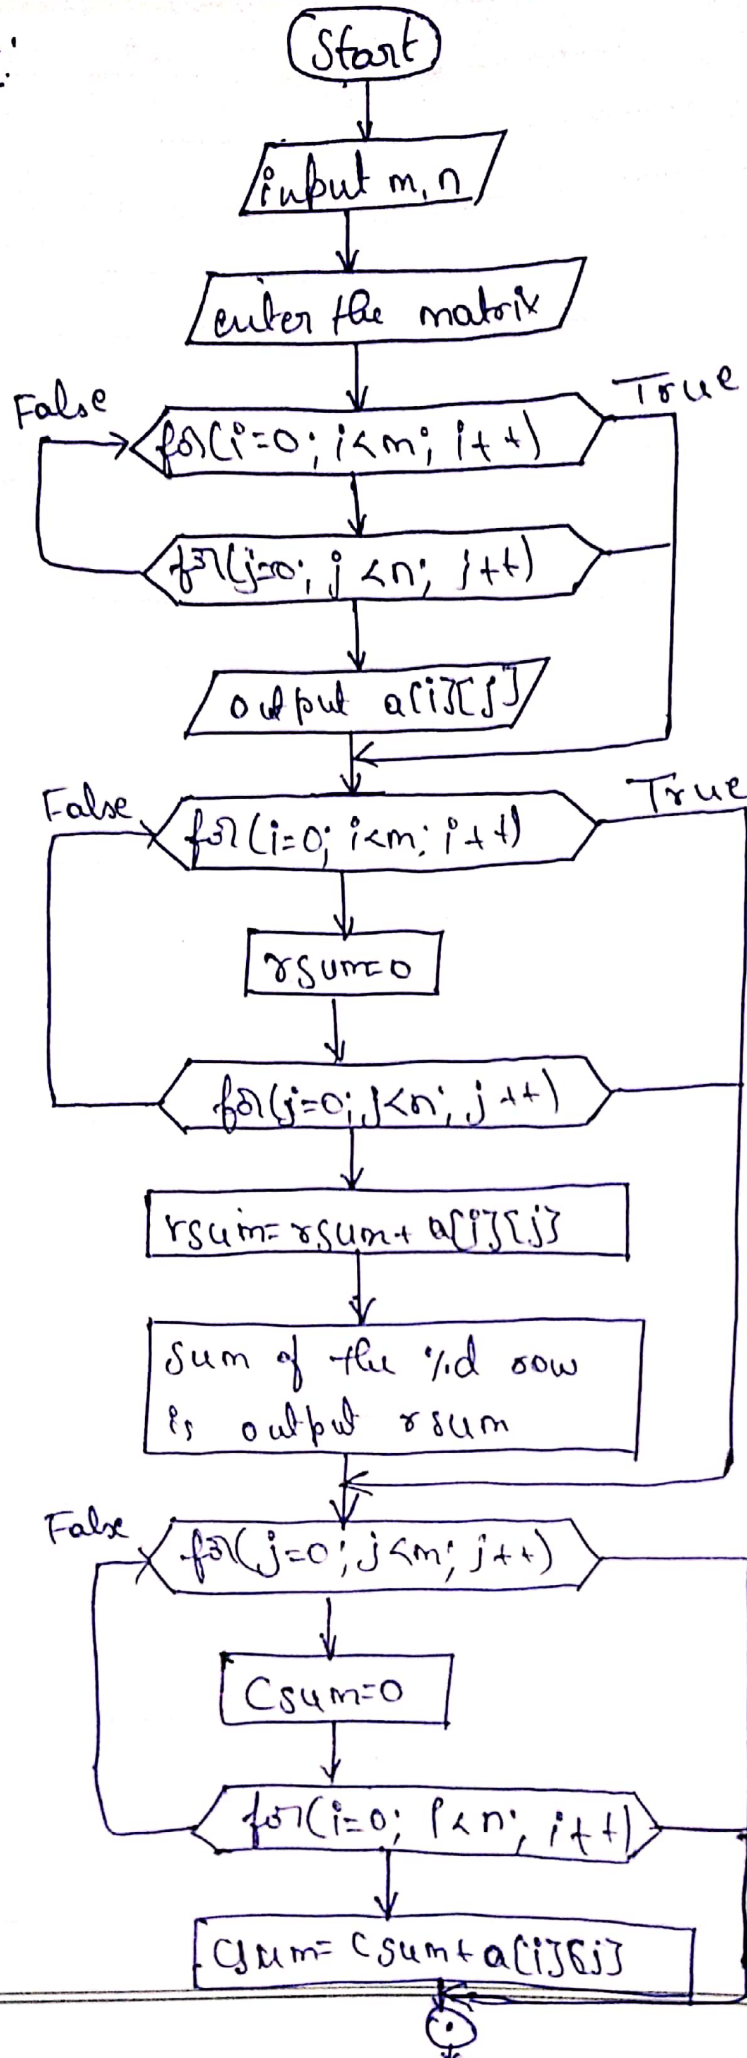 Start
input m, n
enter the matrix
False
True
for(i=0; i<m; i++)
for(j=0; j<n; j++)
output a[i][j]
False
True
for(i=0; i<m; i++)
rsum=0
for(j=0; j<n; j++)
rsum=rsum+ a[i][j]
Sum of the %d row
is output rsum
False
for(j=0; j<m; j++)
Csum=0
for(i=0; i<n; i++)
Csum= Csum+ a[i][j]